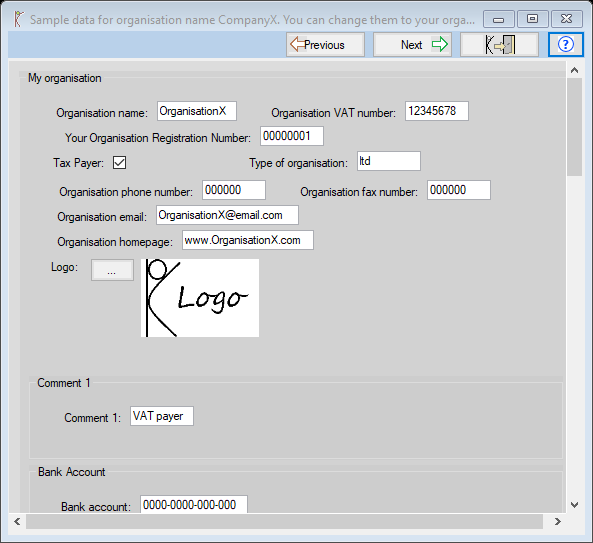 Sample data for organisation name CompanyX. You can change them to your orga...
Previous Next ?
My organisation
Organisation name: OrganisationX Organisation VAT number: 12345678
Your Organisation Registration Number: 00000001
Tax Payer: Type of organisation: ltd
Organisation phone number: 000000 Organisation fax number: 000000
Organisation email: OrganisationX@email.com
Organisation homepage: www.OrganisationX.com
Logo: ... Logo
Comment 1
Comment 1: VAT payer
Bank Account
Bank account: 0000-0000-000-000